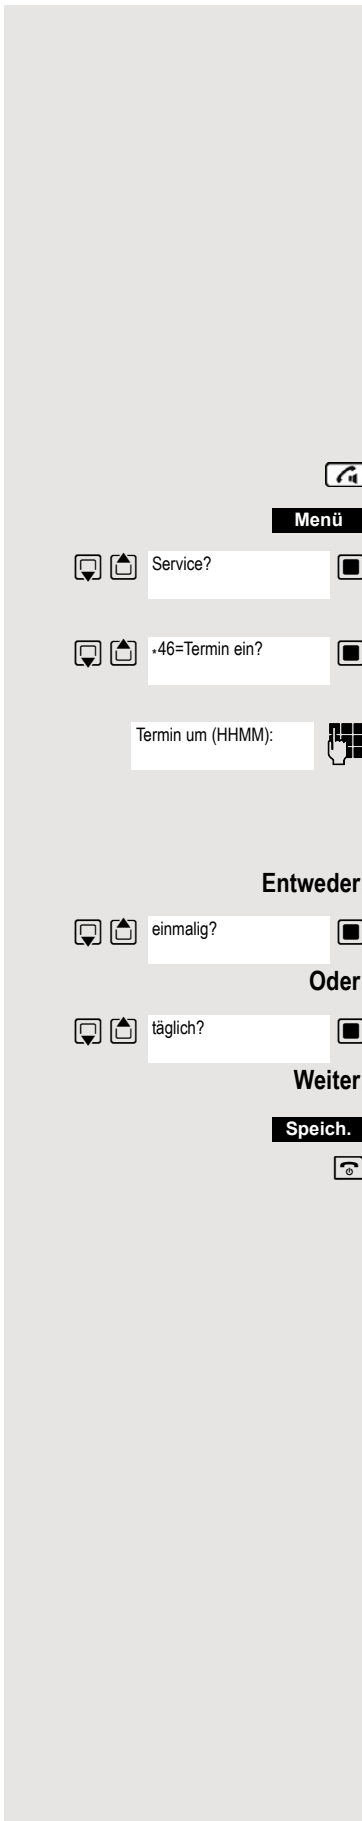 Menü
Service?
*46=Termin ein?
Termin um (HHMM):
Entweder
einmalig?
Oder
täglich?
Weiter
Speich.